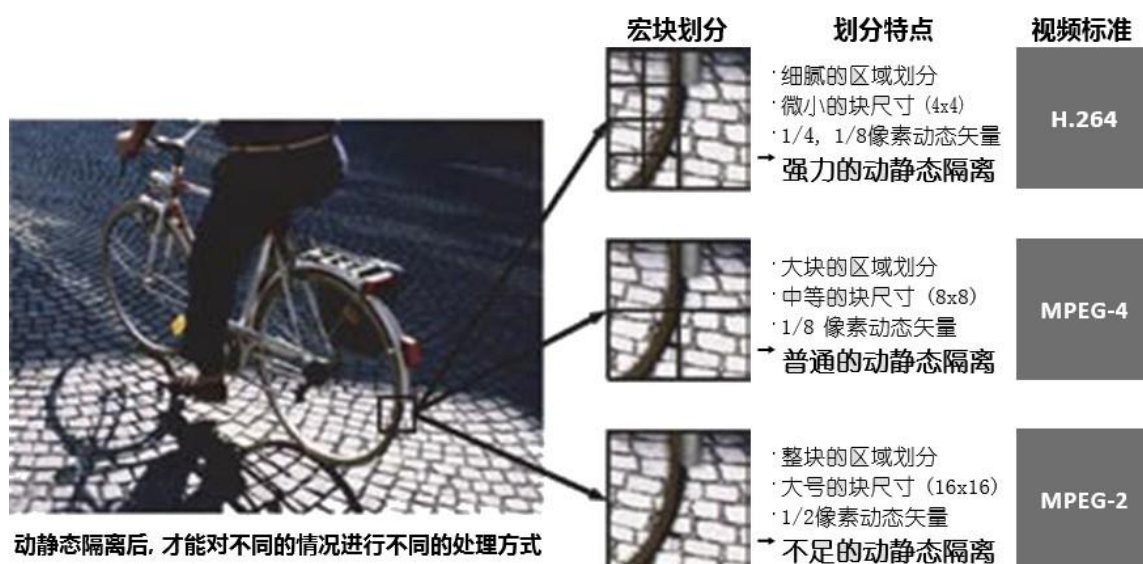 宏块划分 划分特点 视频标准
·细腻的区域划分
·微小的块尺寸 (4x4)
·1/4, 1/8像素动态矢量
→ 强力的动静态隔离
H.264
·大块的区域划分
·中等的块尺寸 (8x8)
·1/8 像素动态矢量
→ 普通的动静态隔离
MPEG-4
·整块的区域划分
·大号的块尺寸 (16x16)
·1/2像素动态矢量
→ 不足的动静态隔离
MPEG-2
动静态隔离后, 才能对不同的情况进行不同的处理方式